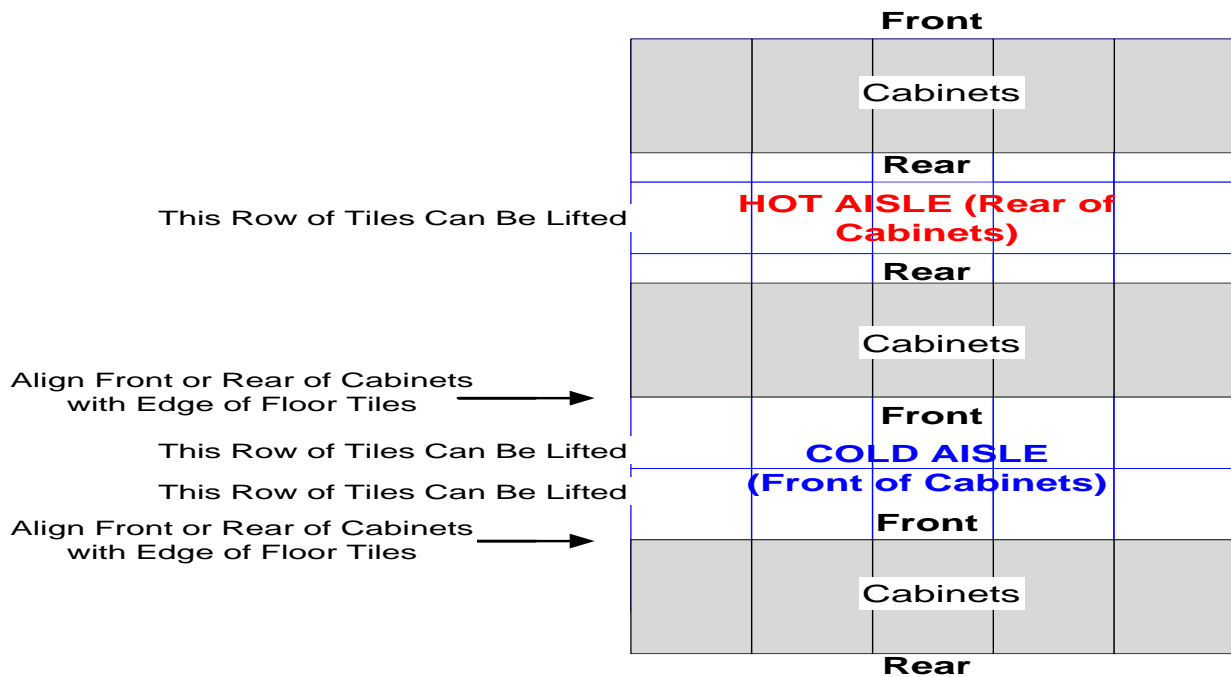 Front
Cabinets
Rear
This Row of Tiles Can Be Lifted
HOT AISLE (Rear of
Cabinets)
Rear
Cabinets
Align Front or Rear of Cabinets
with Edge of Floor Tiles
Front
This Row of Tiles Can Be Lifted
COLD AISLE
(Front of Cabinets)
This Row of Tiles Can Be Lifted
Front
Align Front or Rear of Cabinets
with Edge of Floor Tiles
Cabinets
Rear